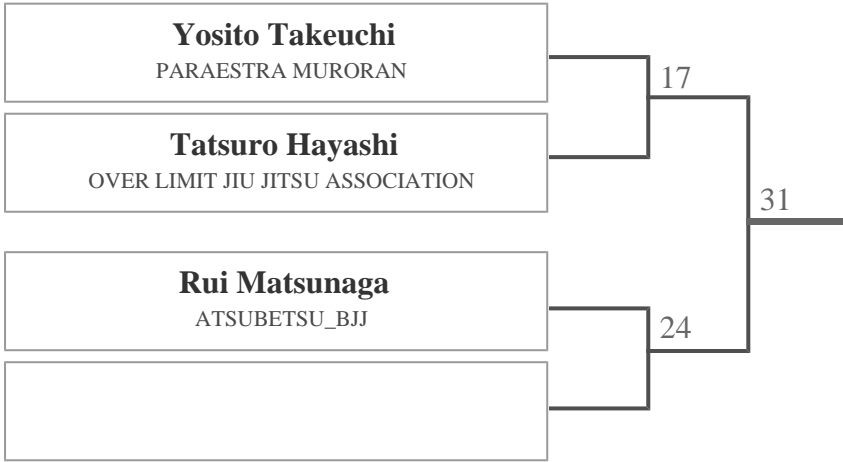 Yosito Takeuchi
PARAESTRA MURORAN
17
Tatsuro Hayashi
OVER LIMIT JIU JITSU ASSOCIATION
31
Rui Matsunaga
ATSUBETSU_BJJ
24